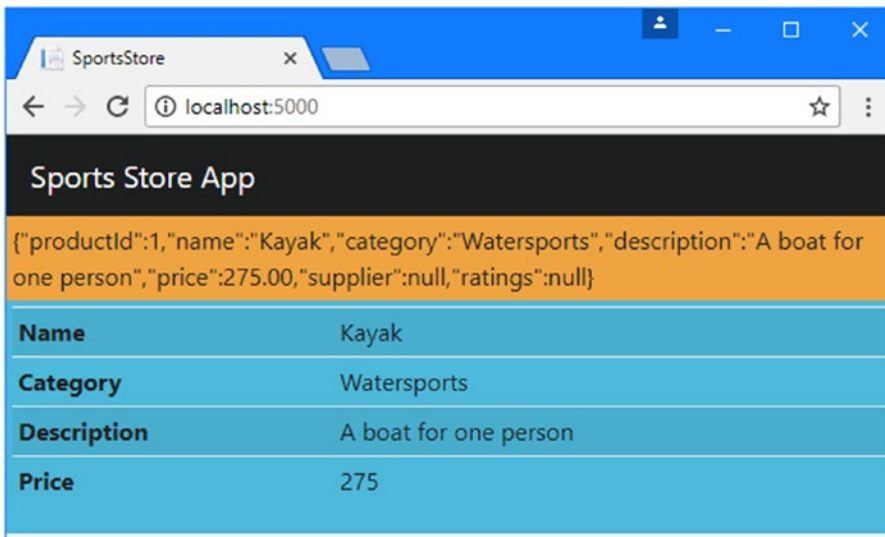 SportsStore
localhost:5000
Sports Store App
{"productId":1,"name":"Kayak","category":"Watersports","description":"A boat for
one person","price":275.00,"supplier":null,"ratings":null}
Name Kayak
Category Watersports
Description A boat for one person
Price 275